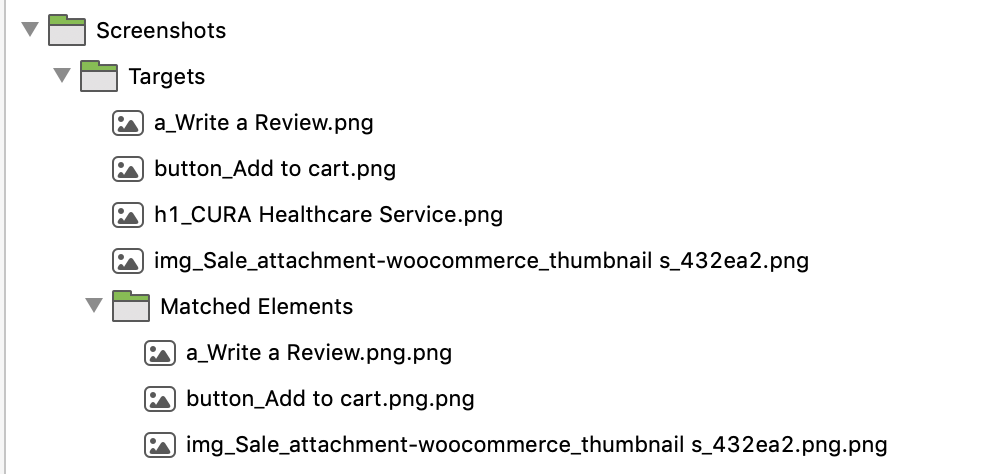 Screenshots
Targets
a_Write a Review.png
button_Add to cart.png
h1_CURA Healthcare Service.png
img_Sale_attachment-woocommerce_thumbnail s_432ea2.png
Matched Elements
a_Write a Review.png.png
button_Add to cart.png.png
img_Sale_attachment-woocommerce_thumbnail s_432ea2.png.png